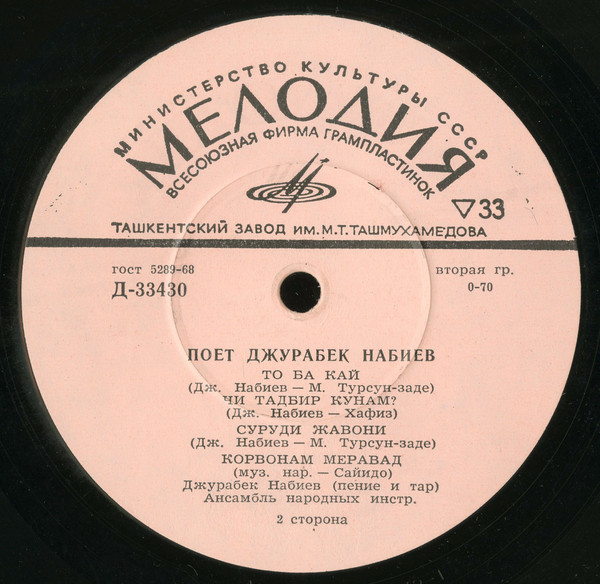 МИНИСТЕРСТВО КУЛЬТУРЫ СССР
МЕЛОДИЯ
ВСЕСОЮЗНАЯ ФИРМА ГРАМПЛАСТИНОК
▽33
ТАШКЕНТСКИЙ ЗАВОД ИМ. М.Т. ТАШМУХАМЕДОВА
гост 5289-68
вторая гр.
Д-33430
0-70
ПОЕТ ДЖУРАБЕК НАБИЕВ
ТО БА КАЙ
(Дж. Набиев — М. Турсун-заде)
ЧИ ТАДБИР КУНАМ?
(Дж. Набиев — Хафиз)
СУРУДИ ЖАВОНИ
(Дж. Набиев — М. Турсун-заде)
КОРВОНАМ МЕРАВАД
(муз. нар. — Сайидо)
Джурабек Набиев (пение и тар)
Ансамбль народных инстр.
2 сторона